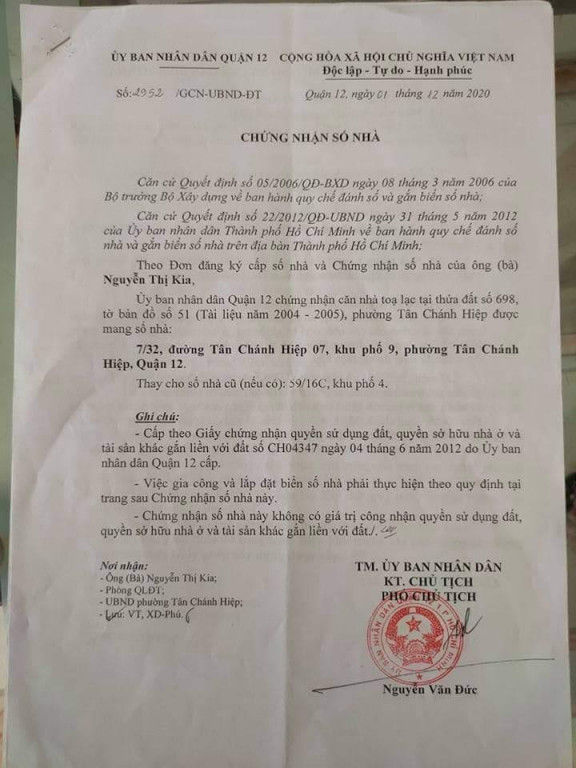 ỦY BAN NHÂN DÂN QUẬN 12 CỘNG HÒA XÃ HỘI CHỦ NGHĨA VIỆT NAM
Độc lập - Tự do - Hạnh phúc
Số: 2952 /GCN-UBND-ĐT Quận 12, ngày 01 tháng 12 năm 2020
CHỨNG NHẬN SỐ NHÀ
Căn cứ Quyết định số 05/2006/QĐ-BXD ngày 08 tháng 3 năm 2006 của
Bộ trưởng Bộ Xây dựng về ban hành quy chế đánh số và gắn biển số nhà;
Căn cứ Quyết định số 22/2012/QĐ-UBND ngày 31 tháng 5 năm 2012
của Ủy ban nhân dân Thành phố Hồ Chí Minh về ban hành quy chế đánh số
nhà và gắn biển số nhà trên địa bàn Thành phố Hồ Chí Minh;
Theo Đơn đăng ký cấp số nhà và Chứng nhận số nhà của ông (bà)
Nguyễn Thị Kia,
Ủy ban nhân dân Quận 12 chứng nhận căn nhà toạ lạc tại thửa đất số 698,
tờ bản đồ số 51 (Tài liệu năm 2004 - 2005), phường Tân Chánh Hiệp được
mang số nhà:
7/32, đường Tân Chánh Hiệp 07, khu phố 9, phường Tân Chánh
Hiệp, Quận 12.
Thay cho số nhà cũ (nếu có): 59/16C, khu phố 4.
Ghi chú:
- Cấp theo Giấy chứng nhận quyền sử dụng đất, quyền sở hữu nhà ở và
tài sản khác gắn liền với đất số CH04347 ngày 04 tháng 6 năm 2012 do Ủy ban
nhân dân Quận 12 cấp.
- Việc gia công và lắp đặt biển số nhà phải thực hiện theo quy định tại
trang sau Chứng nhận số nhà này.
- Chứng nhận số nhà này không có giá trị công nhận quyền sử dụng đất,
quyền sở hữu nhà ở và tài sản khác gắn liền với đất./.
Nơi nhận:
- Ông (Bà) Nguyễn Thị Kia;
- Phòng QLĐT;
- UBND phường Tân Chánh Hiệp;
- Lưu: VT, XD-Phú.
TM. ỦY BAN NHÂN DÂN
KT. CHỦ TỊCH
PHÓ CHỦ TỊCH
Nguyễn Văn Đức